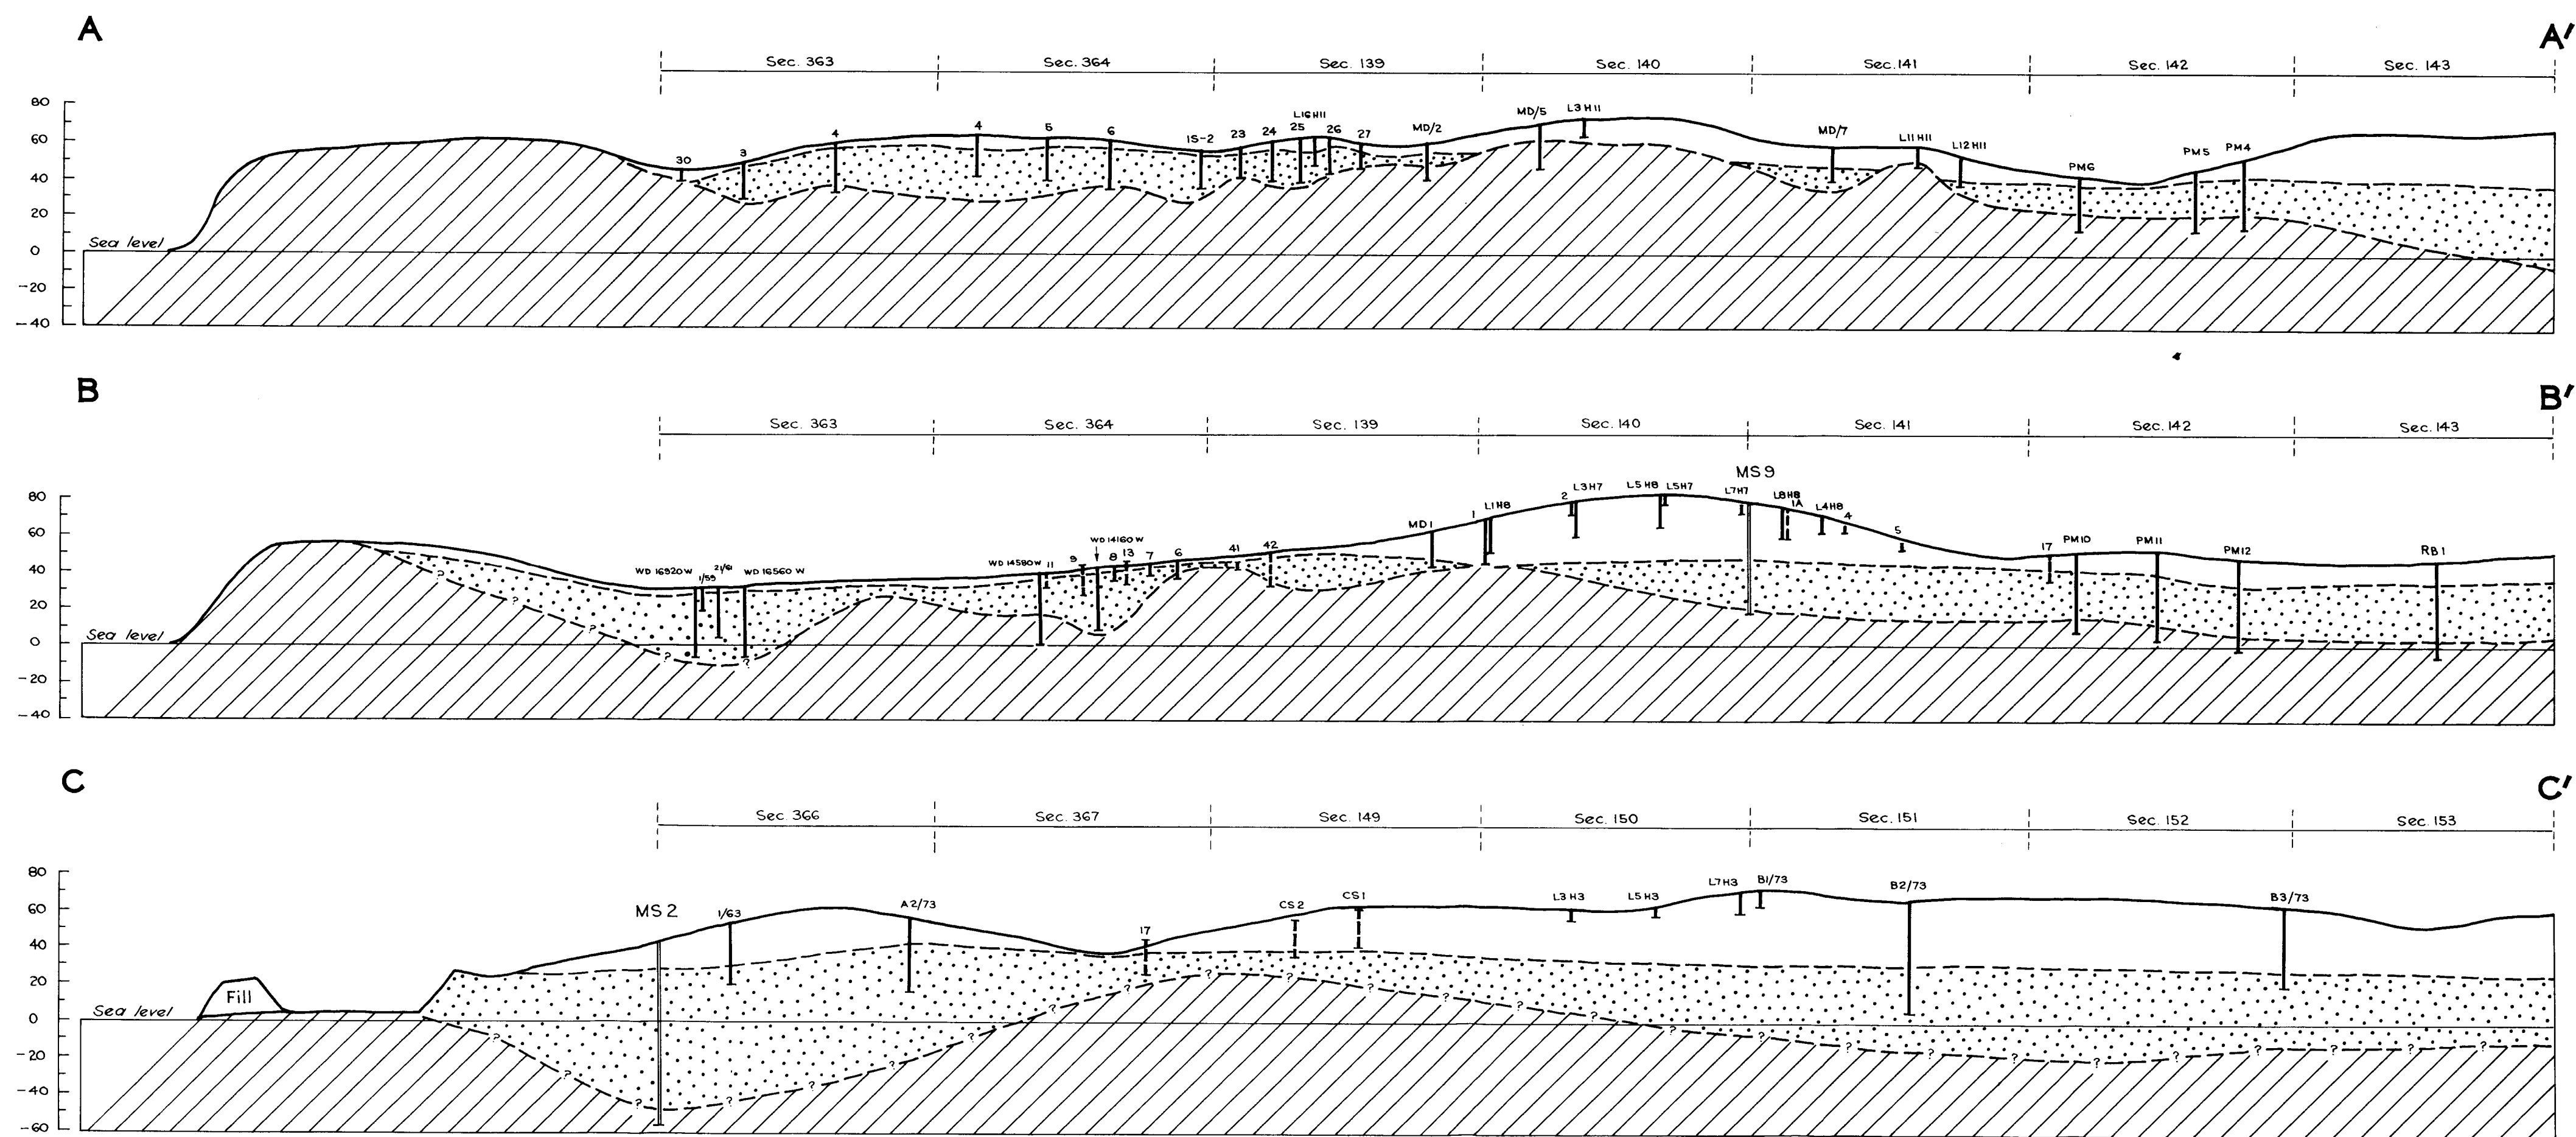 A A'
Sec. 363 Sec. 364 Sec. 139 Sec. 140 Sec. 141 Sec. 142 Sec. 143
80
60
40
20
0
-20
-40
Sea level
30 3 4 4 5 6 IS-2 23 24 25 L16H11 26 27 MD/2 MD/5 L3H11 MD/7 L11H11 L12H11 PM6 PM5 PM4
B B'
Sec. 363 Sec. 364 Sec. 139 Sec. 140 Sec. 141 Sec. 142 Sec. 143
80
60
40
20
0
-20
-40
Sea level
WD 16920 W 1/59 21/61 WD 16560 W WD 14580W 11 9 WD 14160 W 8 13 7 6 41 42 MD1 1 L1H8 2 L3H7 L5H8 L5H7 L7H7 MS9 L8H8 1A L4H8 4 5 17 PM10 PM11 PM12 RB1
? ? ? ? ?
C C'
Sec. 366 Sec. 367 Sec. 149 Sec. 150 Sec. 151 Sec. 152 Sec. 153
80
60
40
20
0
-20
-40
-60
Sea level
Fill
MS2 1/63 A2/73 17 CS2 CS1 L3H3 L5H3 L7H3 B1/73 B2/73 B3/73
? ? ? ? ? ? ? ? ? ? ? ? ? ? ? ? ? ? ? ? ? ? ? ? ? ?